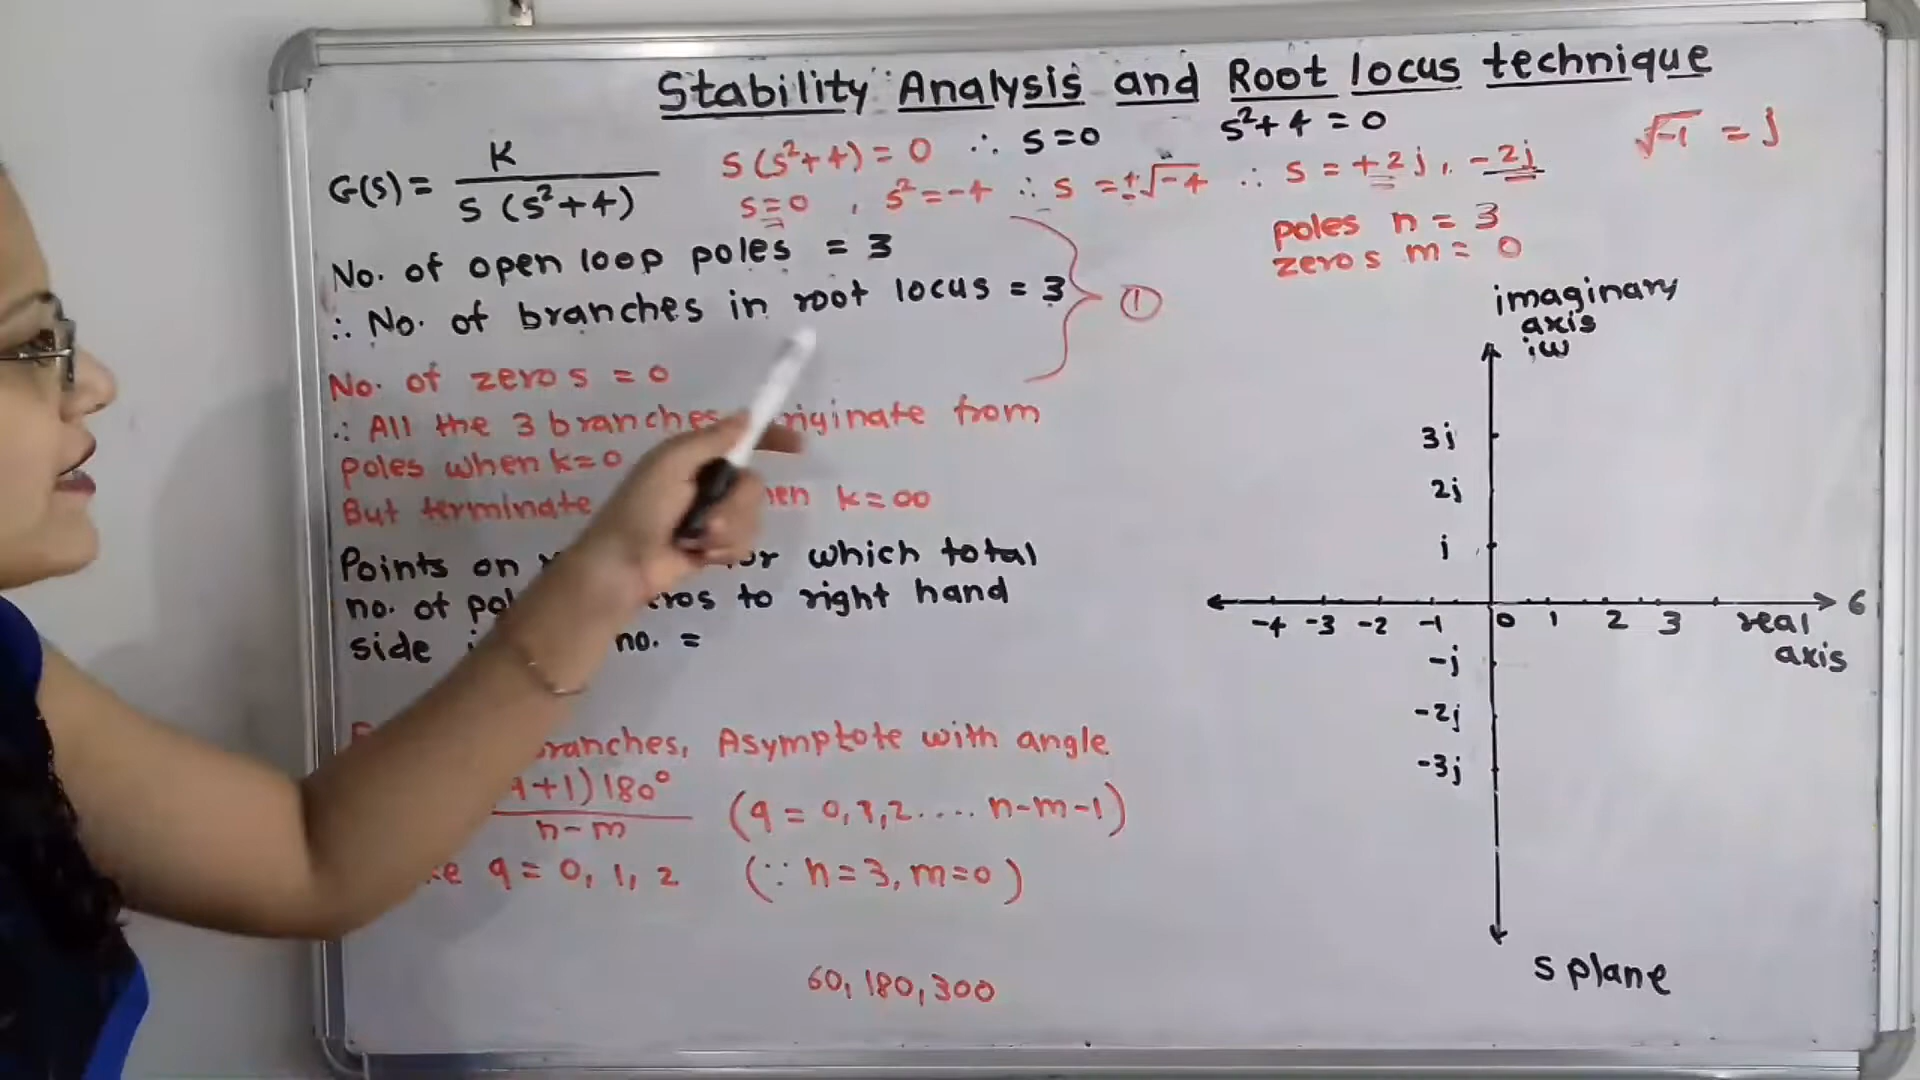 Stability Analysis and Root locus technique
G(s) = K / s (s²+4)
s(s²+4) = 0 ∴ s=0 s²+4=0
s=0 , s²=-4 ∴ s = ±√-4 ∴ s = +2j, -2j
√-1 = j
poles n = 3
zeros m = 0
No. of open loop poles = 3
∴ No. of branches in root locus = 3
①
No. of zeros = 0
∴ All the 3 branches originate from
poles when k=0
But terminate k=∞
Points on which total
no. of to right hand
side no. =
branches, Asymptote with angle
+1)180° / n-m (q = 0,1,2.... n-m-1)
q = 0, 1, 2 (∵ n=3, m=0)
60, 180, 300
imaginary
axis
jω
3j
2j
j
-4 -3 -2 -1 0 1 2 3 real
axis
6
-j
-2j
-3j
s plane